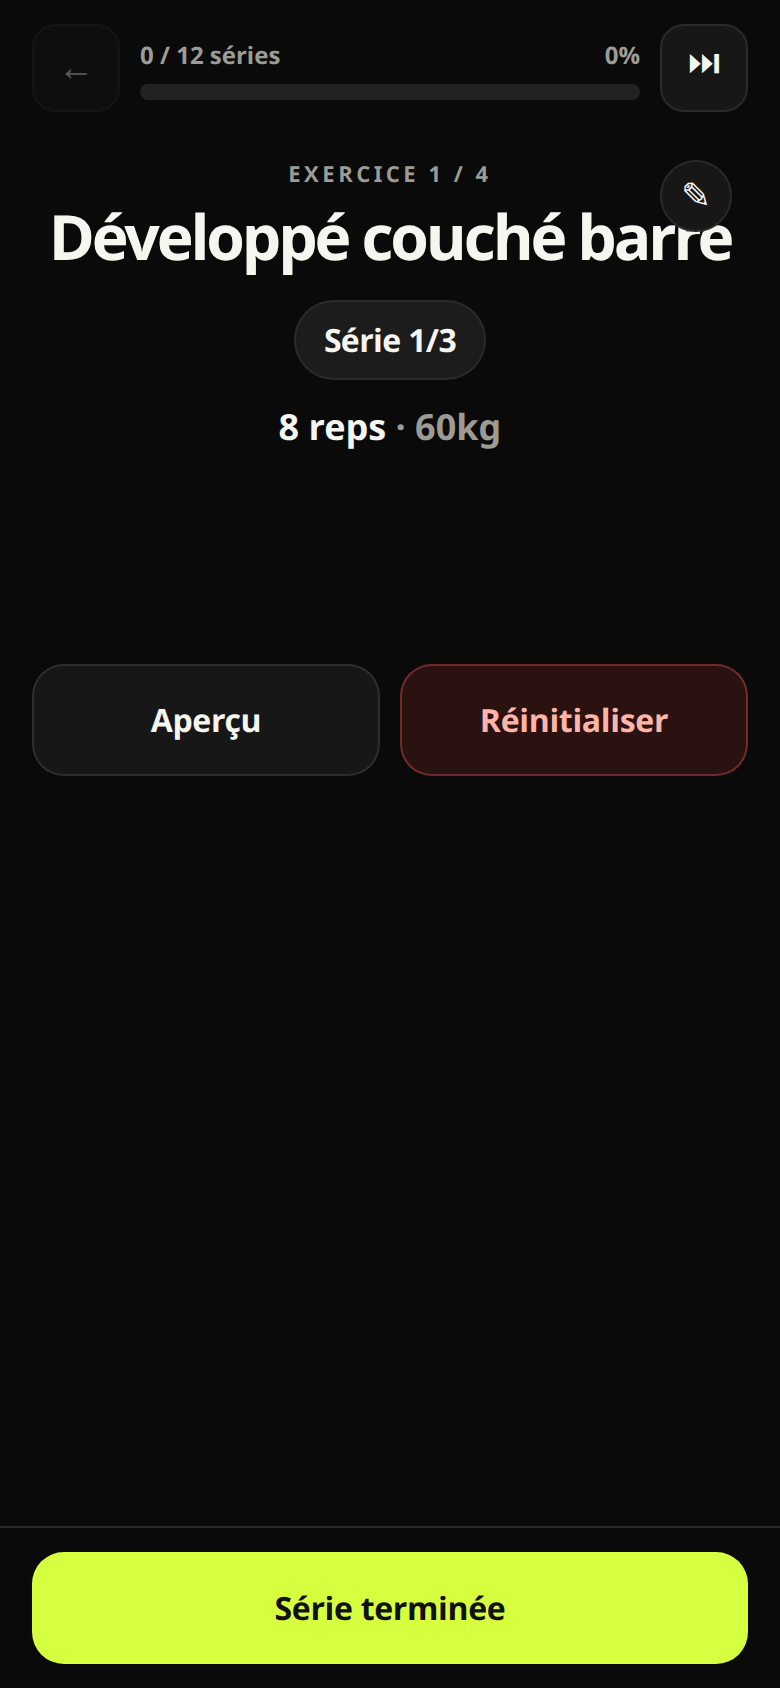 0 / 12 séries 0%
EXERCICE 1 / 4
Développé couché barre
Série 1/3
8 reps · 60kg
Aperçu
Réinitialiser
Série terminée